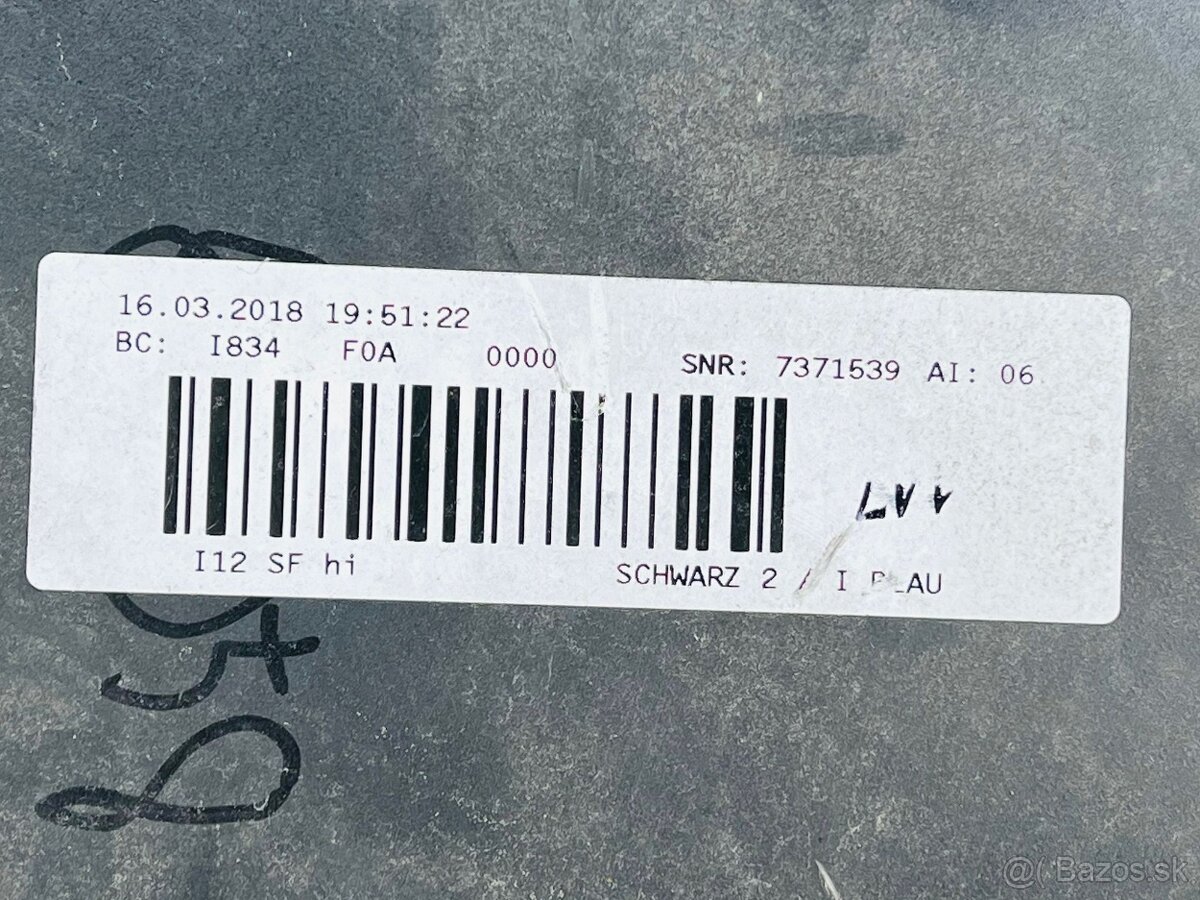 16.03.2018 19:51:22
BC: I834 F0A 0000 SNR: 7371539 AI: 06
I12 SF hi SCHWARZ 2 / I LAU
@( Bazos.sk